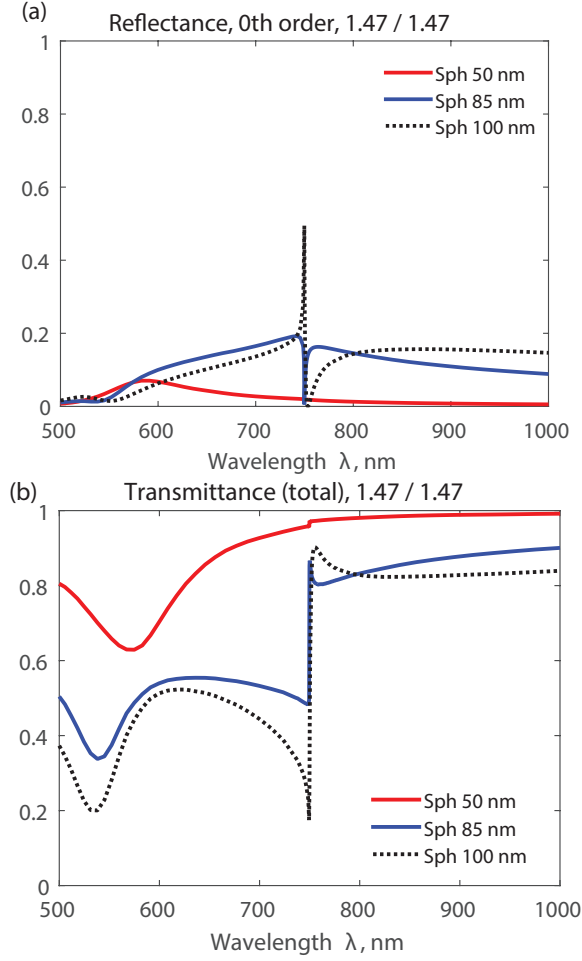 (a)
Reflectance, 0th order, 1.47 / 1.47
1
0.8
0.6
0.4
0.2
0
Sph 50 nm
Sph 85 nm
Sph 100 nm
500 600 700 800 900 1000
Wavelength λ, nm
(b)
Transmittance (total), 1.47 / 1.47
1
0.8
0.6
0.4
0.2
0
Sph 50 nm
Sph 85 nm
Sph 100 nm
500 600 700 800 900 1000
Wavelength λ, nm